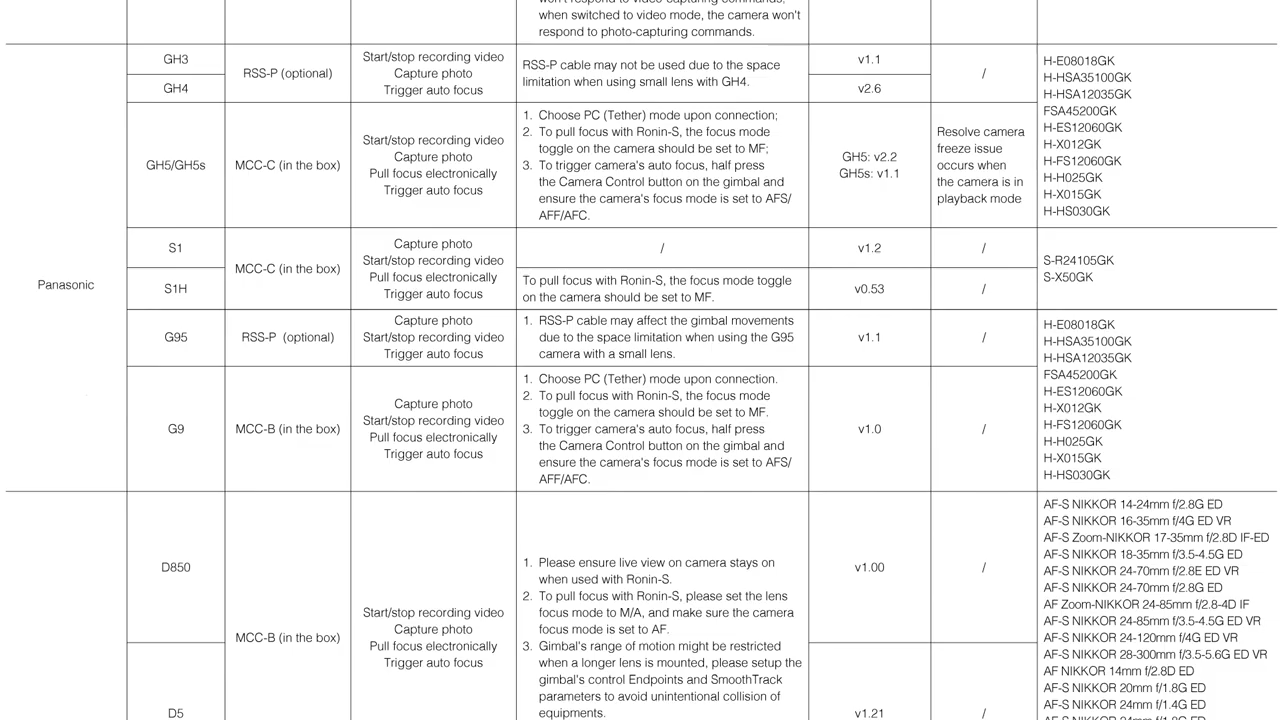 won't respond to video-capturing commands;
when switched to video mode, the camera won't
respond to photo-capturing commands.
Panasonic
GH3
GH4
RSS-P (optional)
Start/stop recording video
Capture photo
Trigger auto focus
RSS-P cable may not be used due to the space
limitation when using small lens with GH4.
v1.1
v2.6
/
H-E08018GK
H-HSA35100GK
H-HSA12035GK
FSA45200GK
H-ES12060GK
H-X012GK
H-FS12060GK
H-H025GK
H-X015GK
H-HS030GK
GH5/GH5s
MCC-C (in the box)
Start/stop recording video
Capture photo
Pull focus electronically
Trigger auto focus
1. Choose PC (Tether) mode upon connection;
2. To pull focus with Ronin-S, the focus mode
toggle on the camera should be set to MF;
3. To trigger camera's auto focus, half press
the Camera Control button on the gimbal and
ensure the camera's focus mode is set to AFS/
AFF/AFC.
GH5: v2.2
GH5s: v1.1
Resolve camera
freeze issue
occurs when
the camera is in
playback mode
S1
S1H
MCC-C (in the box)
Capture photo
Start/stop recording video
Pull focus electronically
Trigger auto focus
/
v1.2
/
To pull focus with Ronin-S, the focus mode toggle
on the camera should be set to MF.
v0.53
/
S-R24105GK
S-X50GK
G95
RSS-P (optional)
Capture photo
Start/stop recording video
Trigger auto focus
1. RSS-P cable may affect the gimbal movements
due to the space limitation when using the G95
camera with a small lens.
v1.1
/
H-E08018GK
H-HSA35100GK
H-HSA12035GK
FSA45200GK
H-ES12060GK
H-X012GK
H-FS12060GK
H-H025GK
H-X015GK
H-HS030GK
G9
MCC-B (in the box)
Capture photo
Start/stop recording video
Pull focus electronically
Trigger auto focus
1. Choose PC (Tether) mode upon connection.
2. To pull focus with Ronin-S, the focus mode
toggle on the camera should be set to MF.
3. To trigger camera's auto focus, half press
the Camera Control button on the gimbal and
ensure the camera's focus mode is set to AFS/
AFF/AFC.
v1.0
/
D850
D5
MCC-B (in the box)
Start/stop recording video
Capture photo
Pull focus electronically
Trigger auto focus
1. Please ensure live view on camera stays on
when used with Ronin-S.
2. To pull focus with Ronin-S, please set the lens
focus mode to M/A, and make sure the camera
focus mode is set to AF.
3. Gimbal's range of motion might be restricted
when a longer lens is mounted, please setup the
gimbal's control Endpoints and SmoothTrack
parameters to avoid unintentional collision of
equipments.
v1.00
/
v1.21
/
AF-S NIKKOR 14-24mm f/2.8G ED
AF-S NIKKOR 16-35mm f/4G ED VR
AF-S Zoom-NIKKOR 17-35mm f/2.8D IF-ED
AF-S NIKKOR 18-35mm f/3.5-4.5G ED
AF-S NIKKOR 24-70mm f/2.8E ED VR
AF-S NIKKOR 24-70mm f/2.8G ED
AF Zoom-NIKKOR 24-85mm f/2.8-4D IF
AF-S NIKKOR 24-85mm f/3.5-4.5G ED VR
AF-S NIKKOR 24-120mm f/4G ED VR
AF-S NIKKOR 28-300mm f/3.5-5.6G ED VR
AF NIKKOR 14mm f/2.8D ED
AF-S NIKKOR 20mm f/1.8G ED
AF-S NIKKOR 24mm f/1.4G ED
AF-S NIKKOR 24mm f/1.8G ED